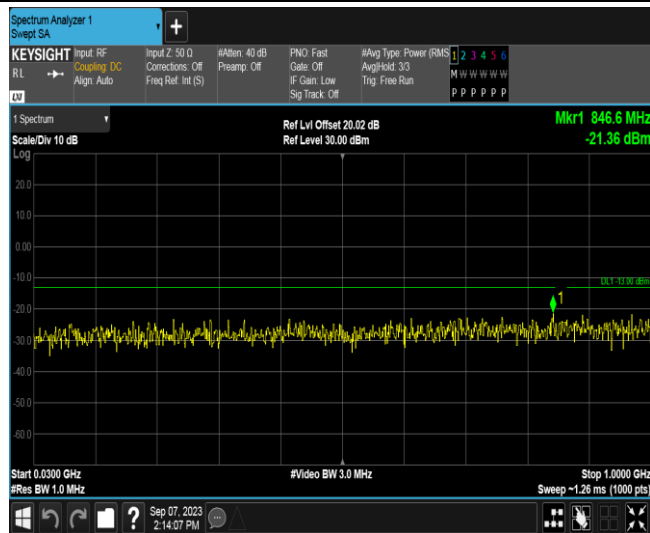 Spectrum Analyzer 1
Swept SA
+
KEYSIGHT
RL
Input: RF
Coupling: DC
Align: Auto
Input Z: 50 Ω
Corrections: Off
Freq Ref: Int (S)
#Atten: 40 dB
Preamp: Off
PNO: Fast
Gate: Off
IF Gain: Low
Sig Track: Off
#Avg Type: Power (RMS
Avg|Hold: 3/3
Trig: Free Run
1 2 3 4 5 6
M W W W W W
P P P P P P
1 Spectrum
Scale/Div 10 dB
Log
Ref Lvl Offset 20.02 dB
Ref Level 30.00 dBm
Mkr1 846.6 MHz
-21.36 dBm
20.0
10.0
0.00
-10.0
DL1 -13.00 dBm
1
-20.0
-30.0
-40.0
-50.0
-60.0
Start 0.0300 GHz
#Res BW 1.0 MHz
#Video BW 3.0 MHz
Stop 1.0000 GHz
Sweep ~1.26 ms (1000 pts)
?
Sep 07, 2023
2:14:07 PM